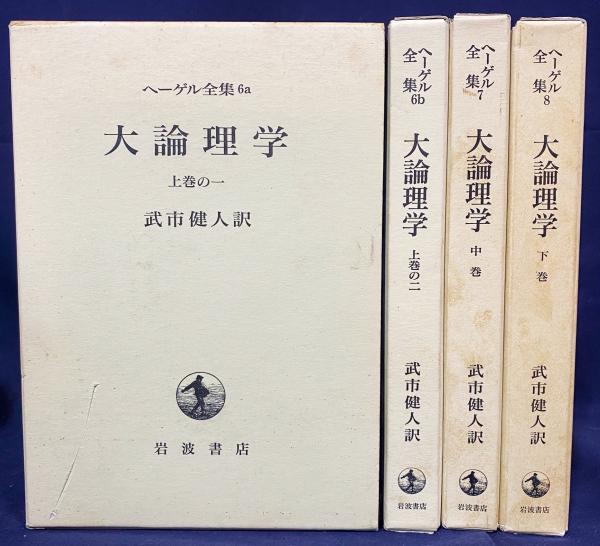 ヘーゲル全集 6a
大論理学
上巻の一
武市健人訳
岩波書店
ヘーゲル
全集 6b
大論理学
上巻の二
武市健人訳
岩波書店
ヘーゲル
全集 7
大論理学
中巻
武市健人訳
岩波書店
ヘーゲル
全集 8
大論理学
下巻
武市健人訳
岩波書店